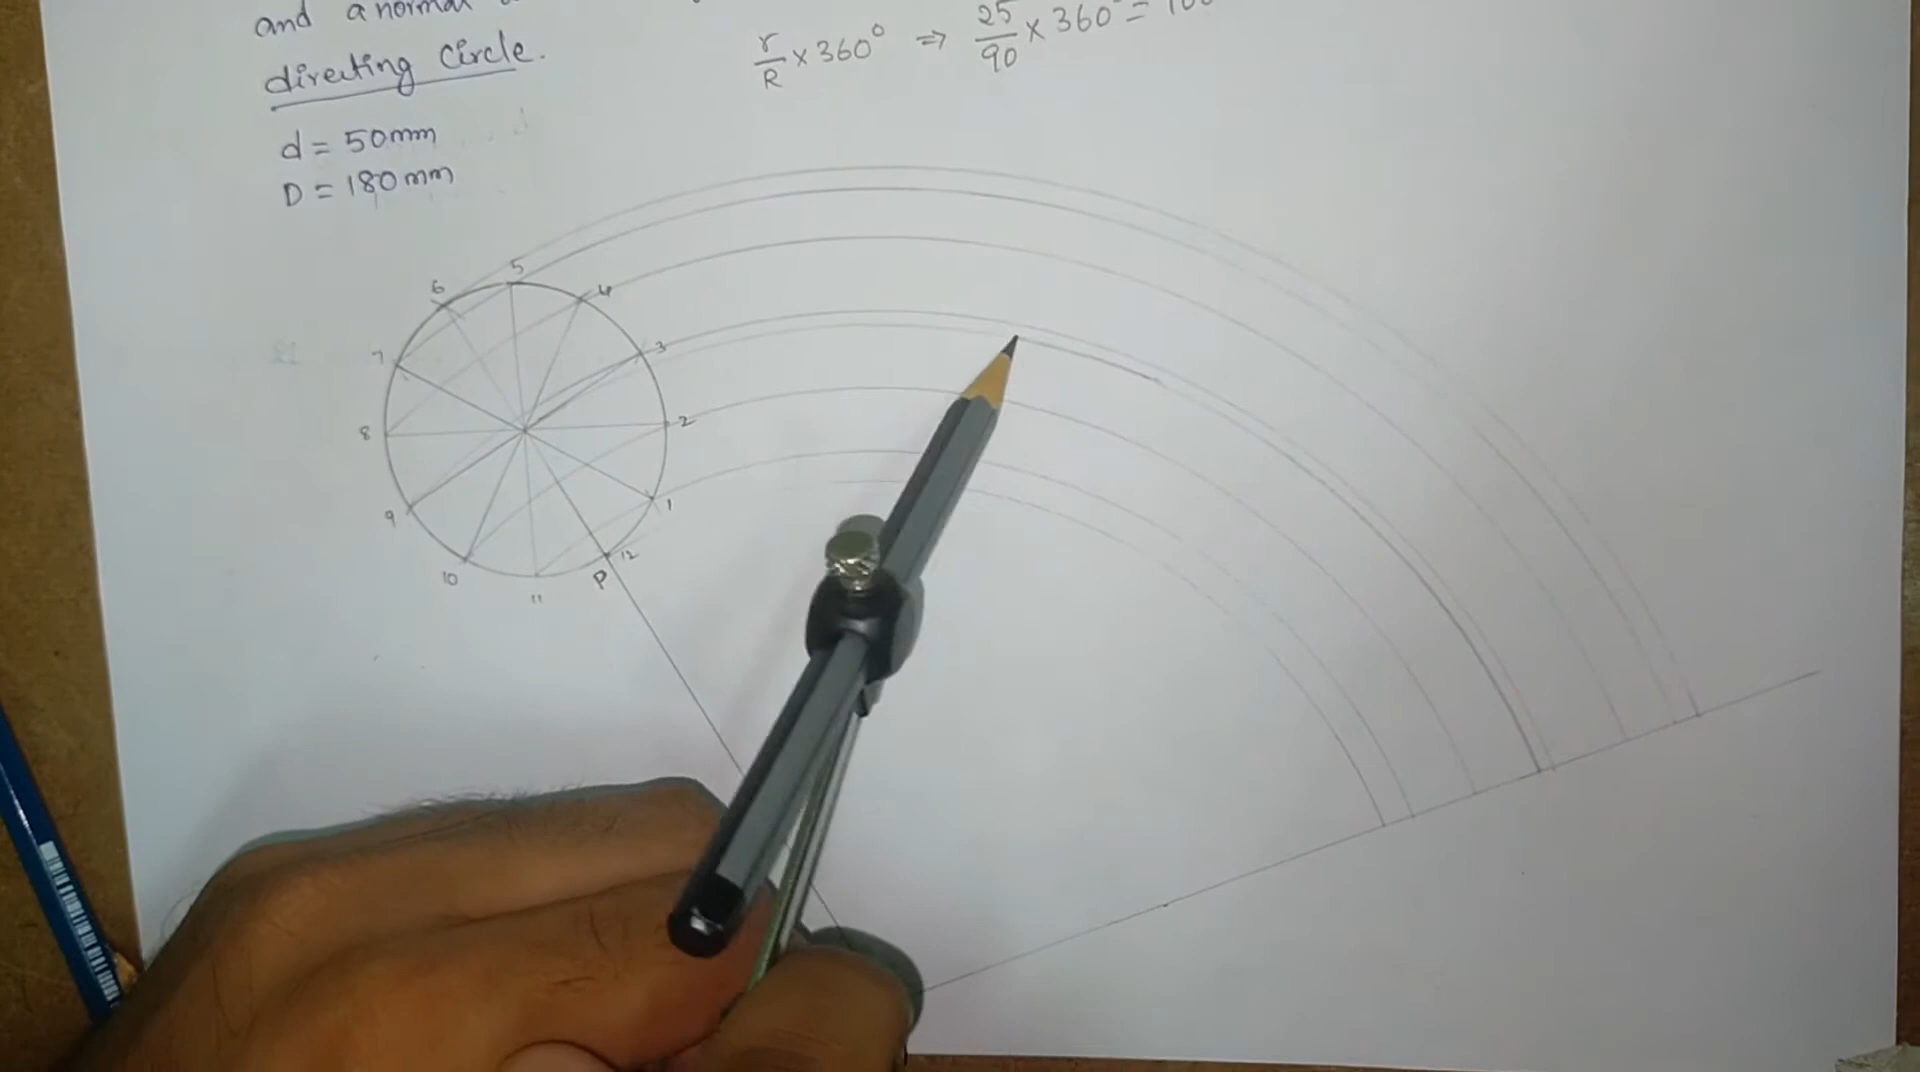 and a normal
directing Circle.
r/R × 360° ⇒ 25/90 × 360° = 100
d = 50mm
D = 180mm
5
6
4
7
3
8
2
9
1
10
12
11
P